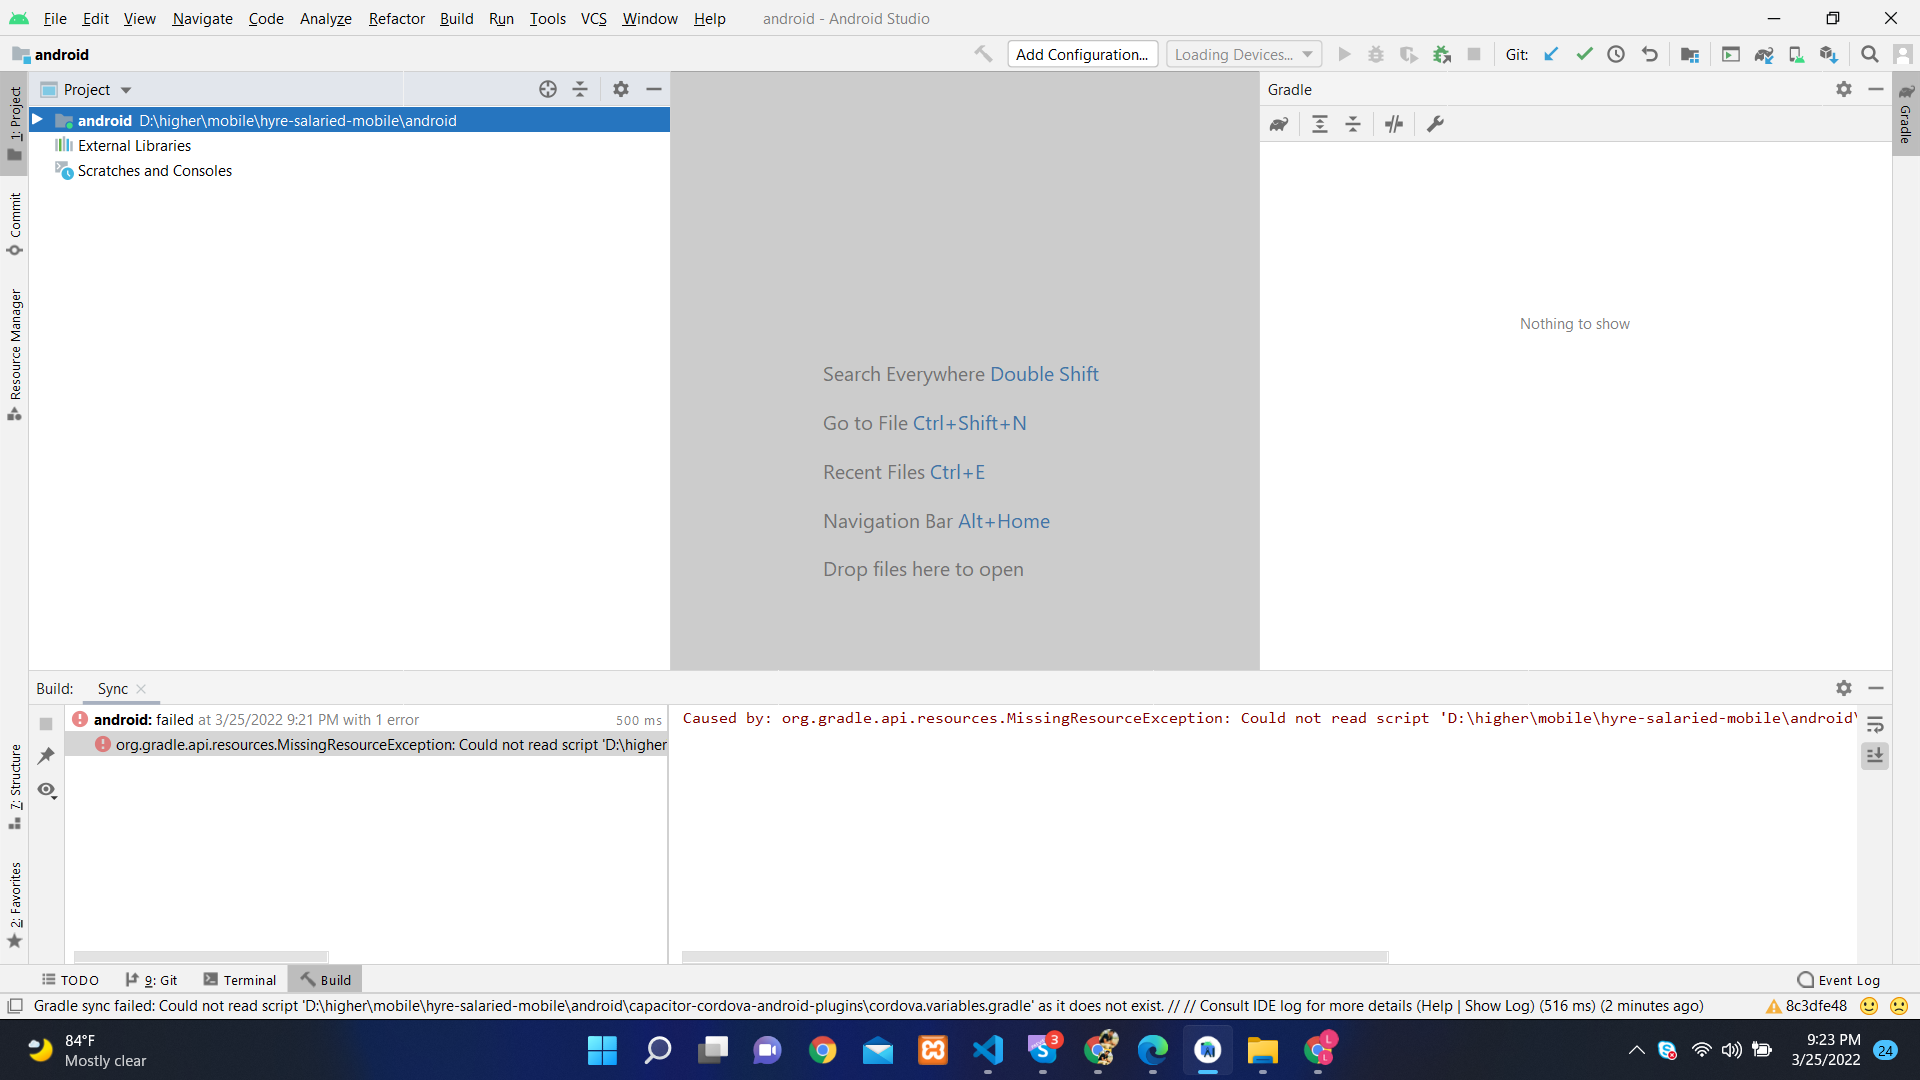 File Edit View Navigate Code Analyze Refactor Build Run Tools VCS Window Help android - Android Studio
android
Add Configuration... Loading Devices... Git:
Project
Gradle
1: Project
Commit
Resource Manager
7: Structure
2: Favorites
Gradle
android D:\higher\mobile\hyre-salaried-mobile\android
External Libraries
Scratches and Consoles
Search Everywhere Double Shift
Go to File Ctrl+Shift+N
Recent Files Ctrl+E
Navigation Bar Alt+Home
Drop files here to open
Nothing to show
Build: Sync
android: failed at 3/25/2022 9:21 PM with 1 error 500 ms
org.gradle.api.resources.MissingResourceException: Could not read script 'D:\higher
Caused by: org.gradle.api.resources.MissingResourceException: Could not read script 'D:\higher\mobile\hyre-salaried-mobile\android\
TODO 9: Git Terminal Build Event Log
Gradle sync failed: Could not read script 'D:\higher\mobile\hyre-salaried-mobile\android\capacitor-cordova-android-plugins\cordova.variables.gradle' as it does not exist. // // Consult IDE log for more details (Help | Show Log) (516 ms) (2 minutes ago) 8c3dfe48
84°F
Mostly clear
3
L
L
9:23 PM
3/25/2022
24